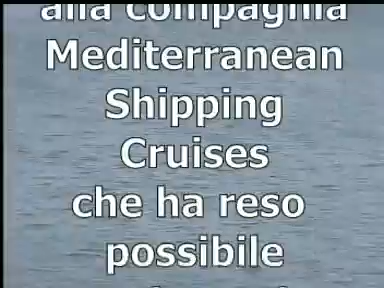 alla compagnia
Mediterranean
Shipping
Cruises
che ha reso
possibile